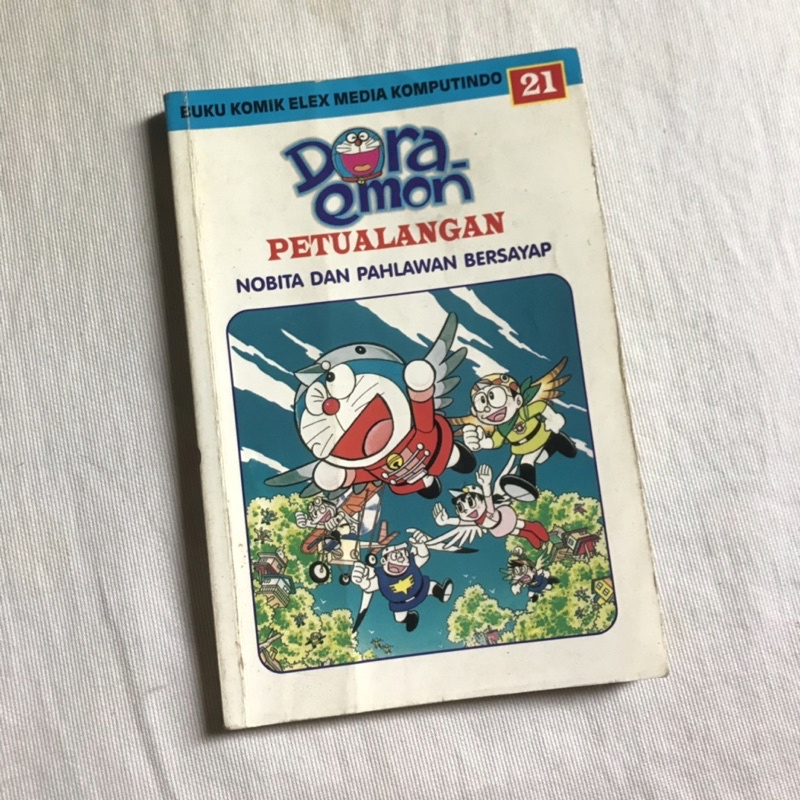 BUKU KOMIK ELEX MEDIA KOMPUTINDO 21
Dora-
emon
PETUALANGAN
NOBITA DAN PAHLAWAN BERSAYAP